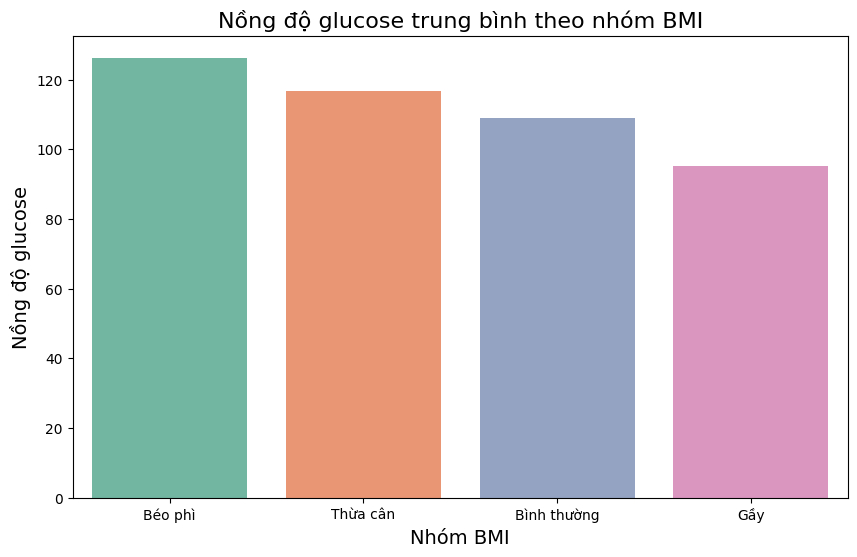 Nồng độ glucose trung bình theo nhóm BMI
Nồng độ glucose
120
100
80
60
40
20
0
Béo phì
Thừa cân
Bình thường
Gầy
Nhóm BMI